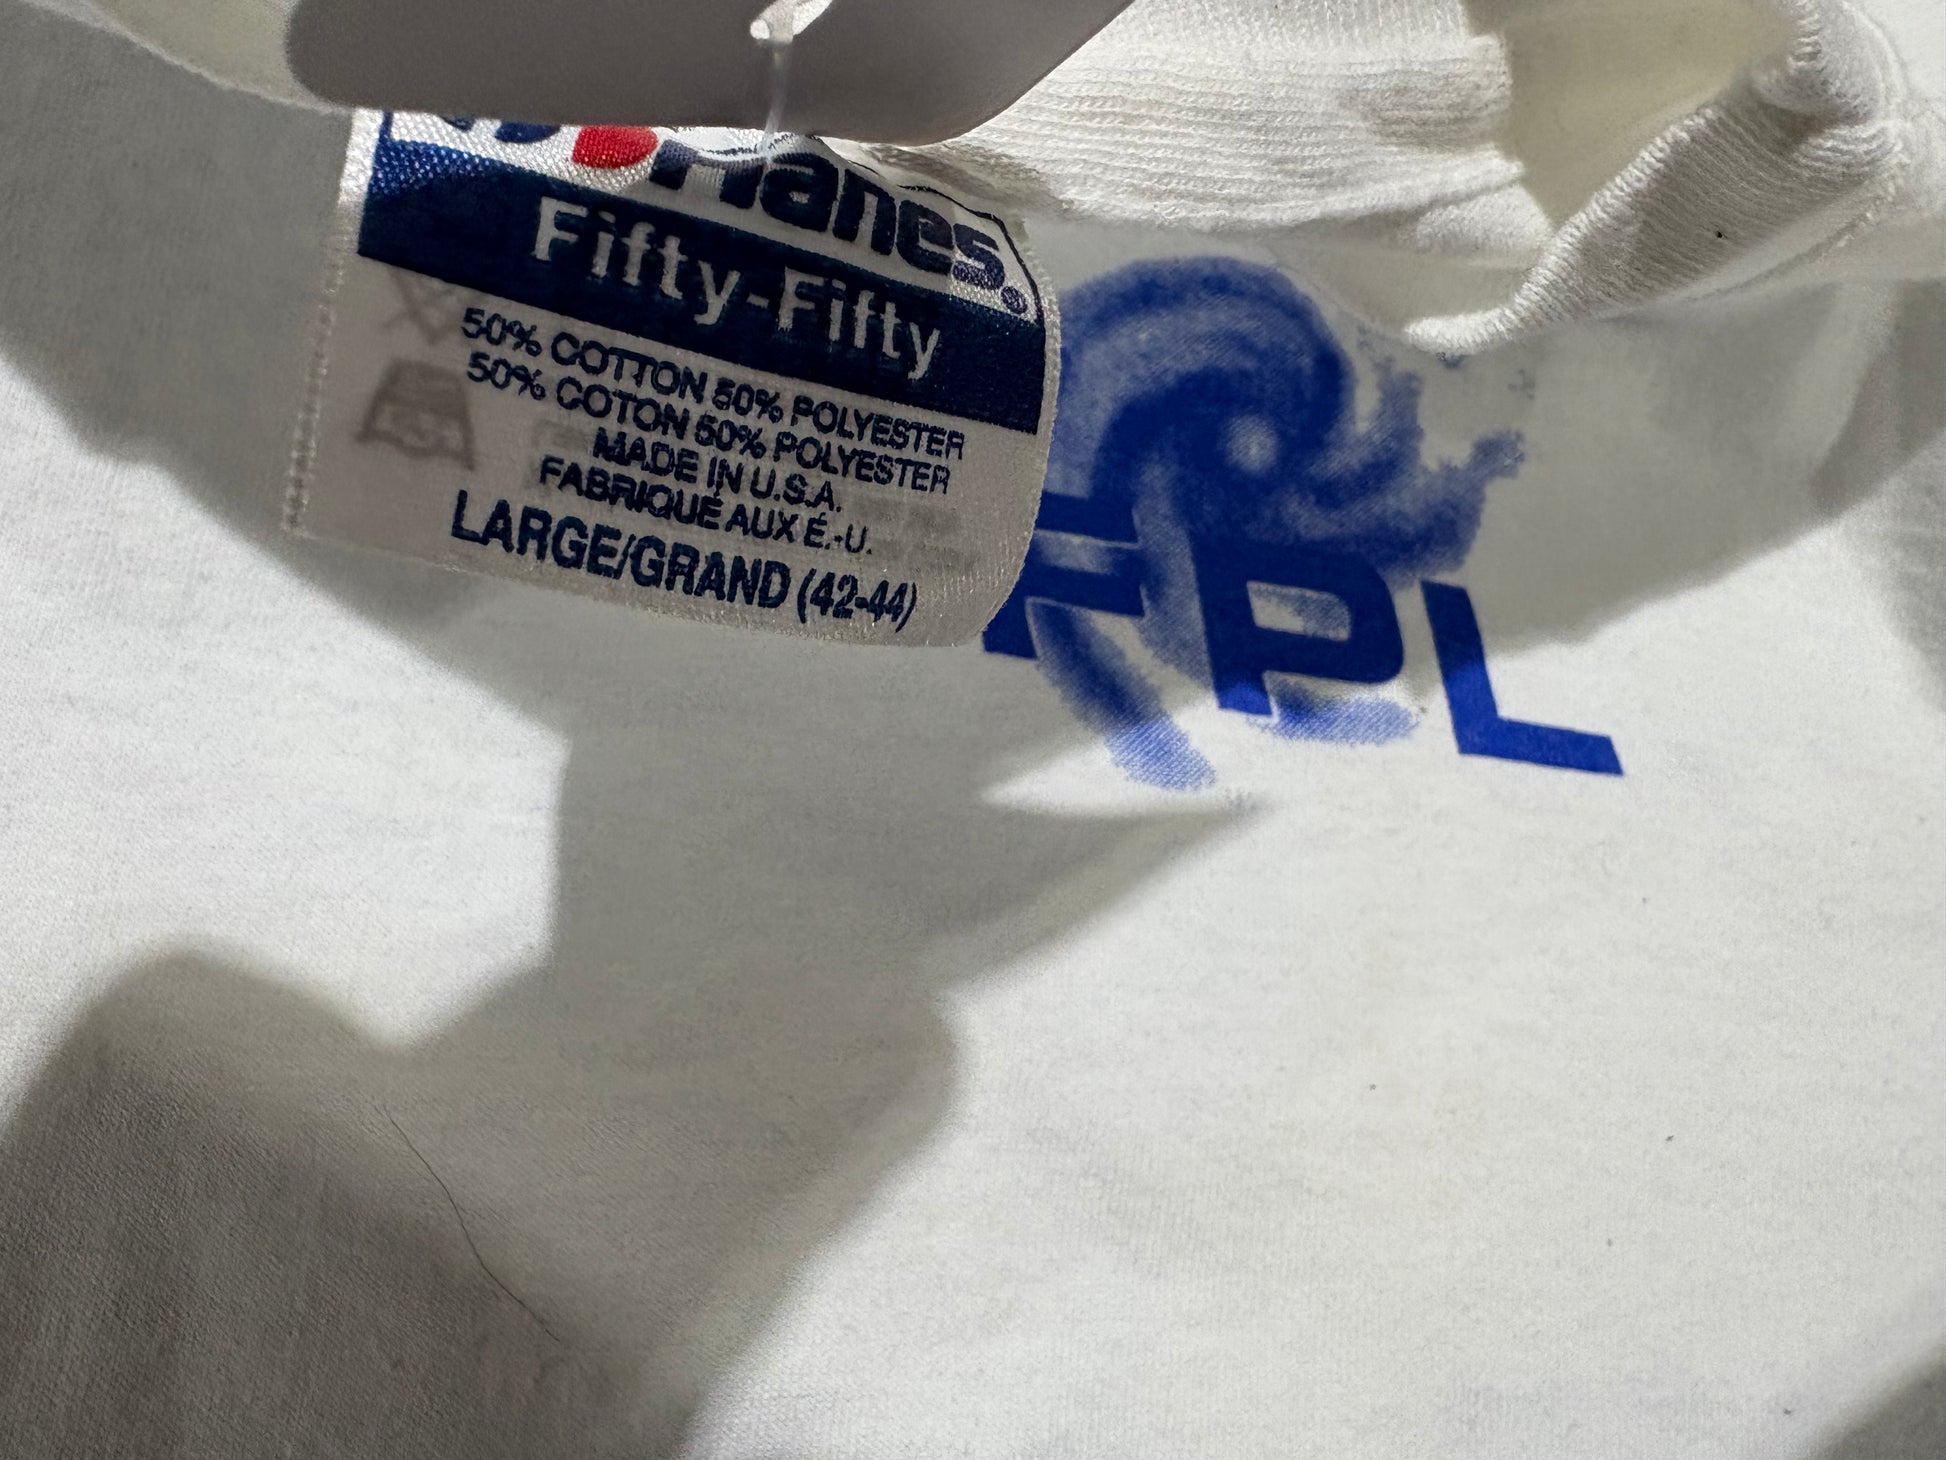 Hanes®
Fifty-Fifty
50% COTTON 50% POLYESTER
50% COTON 50% POLYESTER
MADE IN U.S.A.
FABRIQUÉ AUX É.-U.
LARGE/GRAND (42-44)
FPL